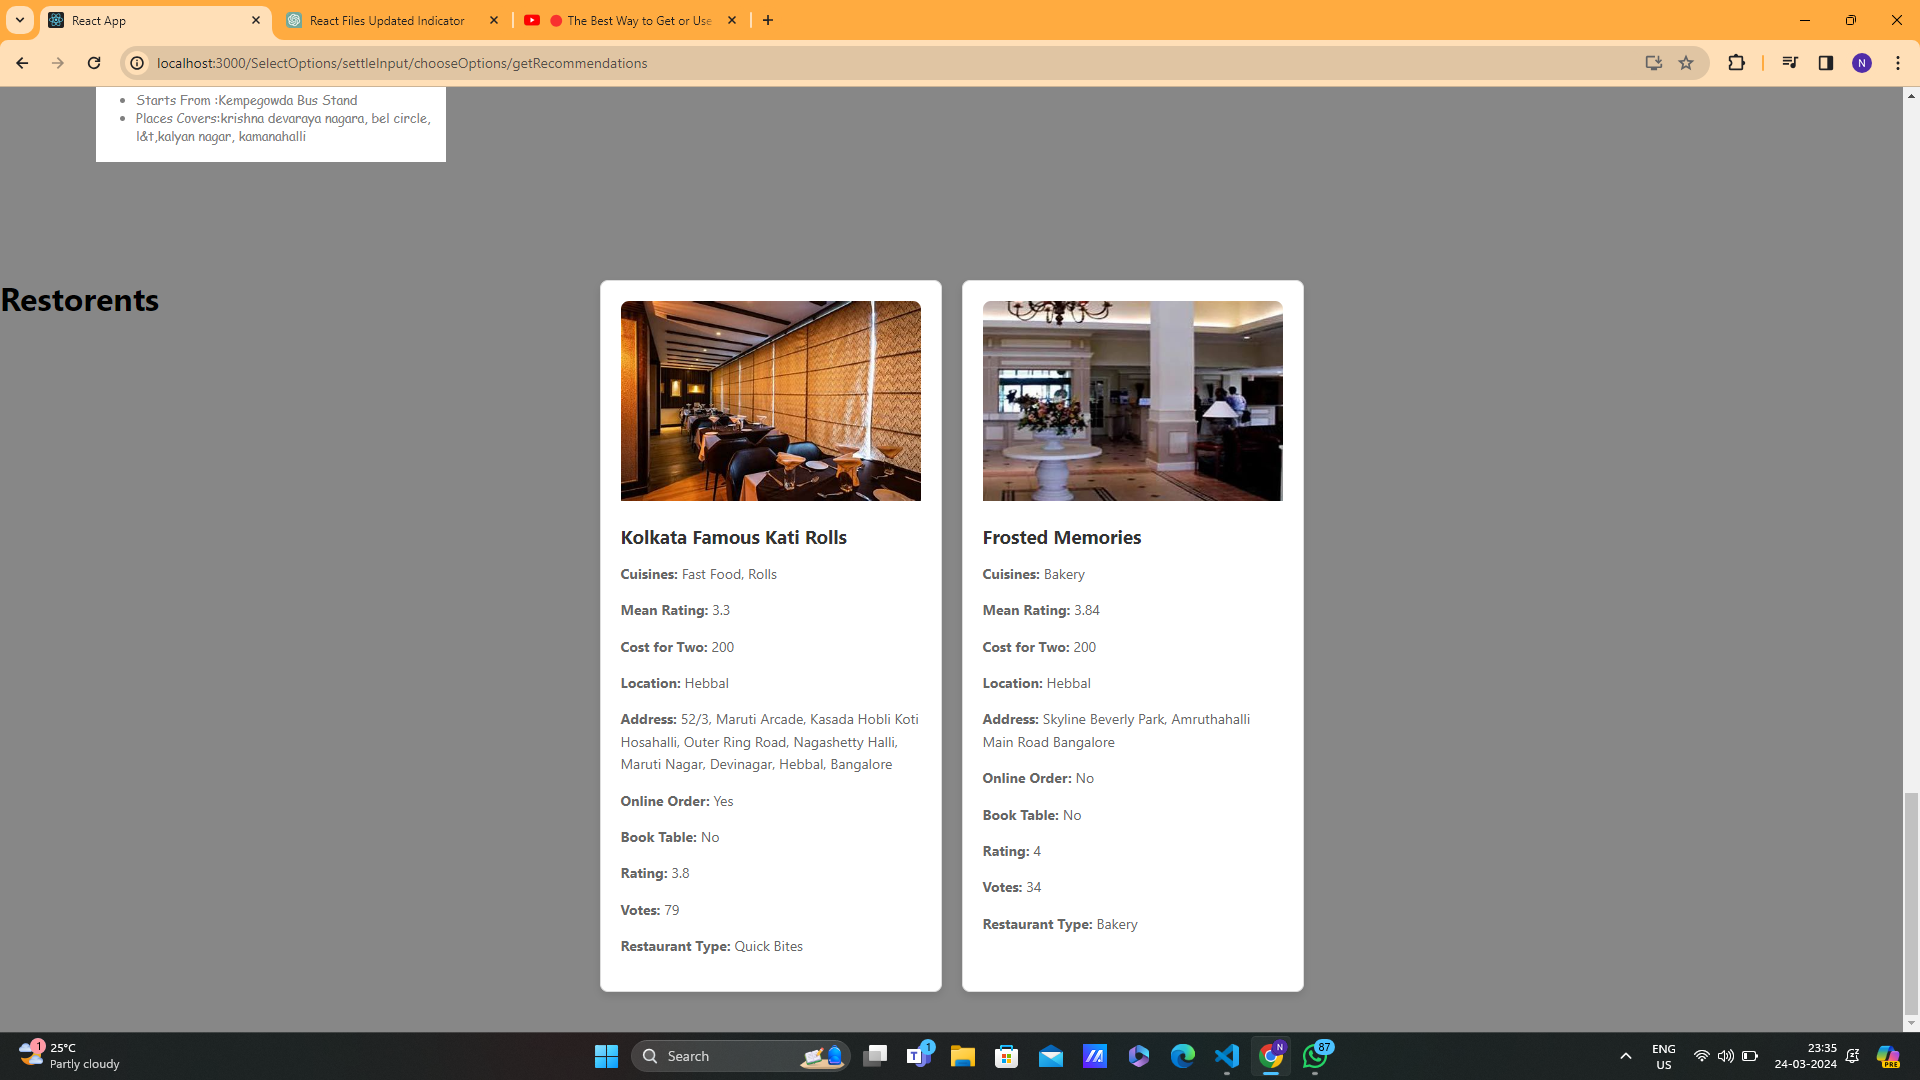 React App
React Files Updated Indicator
The Best Way to Get or Use
localhost:3000/SelectOptions/settleInput/chooseOptions/getRecommendations
N
Starts From :Kempegowda Bus Stand
Places Covers:krishna devaraya nagara, bel circle,
l&t,kalyan nagar, kamanahalli
Restorents
Kolkata Famous Kati Rolls
Cuisines: Fast Food, Rolls
Mean Rating: 3.3
Cost for Two: 200
Location: Hebbal
Address: 52/3, Maruti Arcade, Kasada Hobli Koti
Hosahalli, Outer Ring Road, Nagashetty Halli,
Maruti Nagar, Devinagar, Hebbal, Bangalore
Online Order: Yes
Book Table: No
Rating: 3.8
Votes: 79
Restaurant Type: Quick Bites
Frosted Memories
Cuisines: Bakery
Mean Rating: 3.84
Cost for Two: 200
Location: Hebbal
Address: Skyline Beverly Park, Amruthahalli
Main Road Bangalore
Online Order: No
Book Table: No
Rating: 4
Votes: 34
Restaurant Type: Bakery
1
25°C
Partly cloudy
Search
T
1
N
87
ENG
US
23:35
24-03-2024
PRE